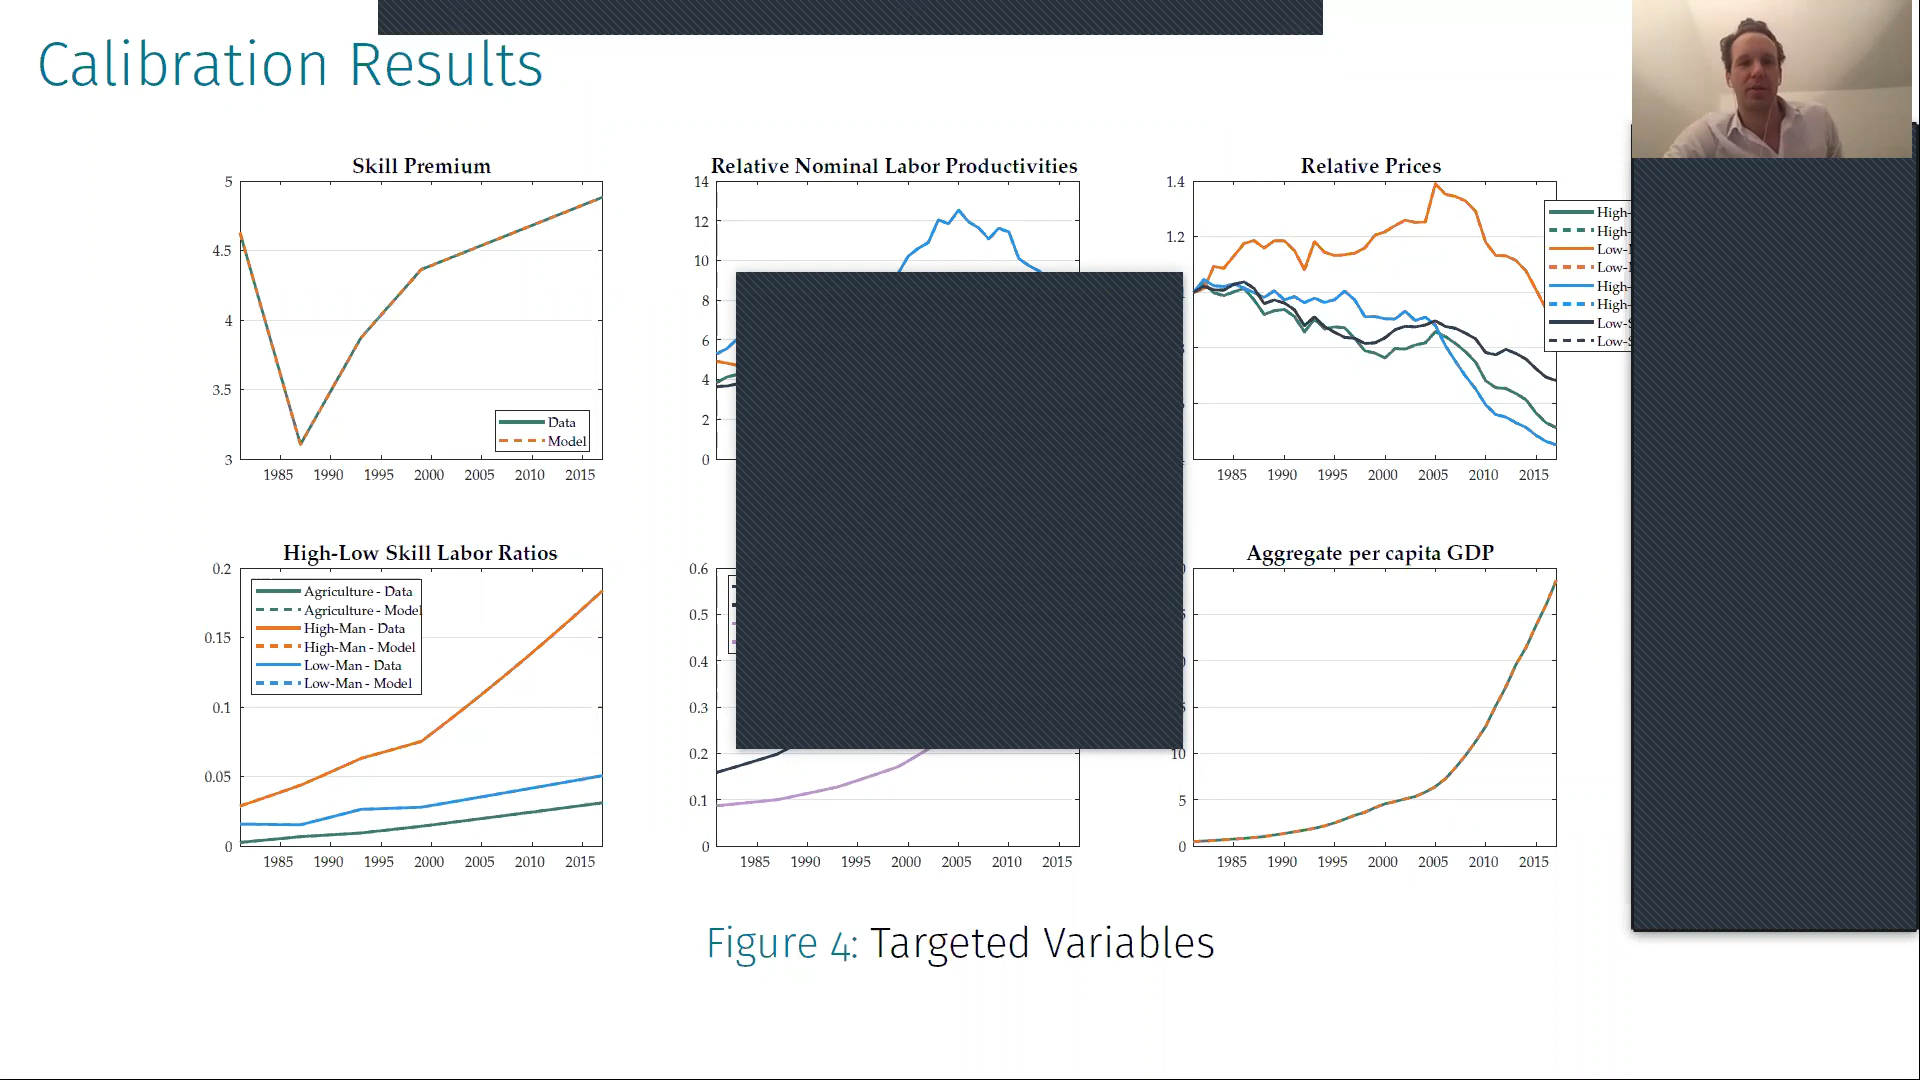 Calibration Results
Skill Premium
5
4.5
4
3.5
3
Data
Model
1985 1990 1995 2000 2005 2010 2015
Relative Nominal Labor Productivities
14
12
10
8
6
4
2
0
Relative Prices
1.4
1.2
High-
High-
Low-
Low-
High-
High-
Low-
Low-
1985 1990 1995 2000 2005 2010 2015
High-Low Skill Labor Ratios
0.2
0.15
0.1
0.05
0
Agriculture - Data
Agriculture - Model
High-Man - Data
High-Man - Model
Low-Man - Data
Low-Man - Model
1985 1990 1995 2000 2005 2010 2015
0.6
0.5
0.4
0.3
0.2
0.1
0
1985 1990 1995 2000 2005 2010 2015
Aggregate per capita GDP
10
5
0
1985 1990 1995 2000 2005 2010 2015
Figure 4: Targeted Variables